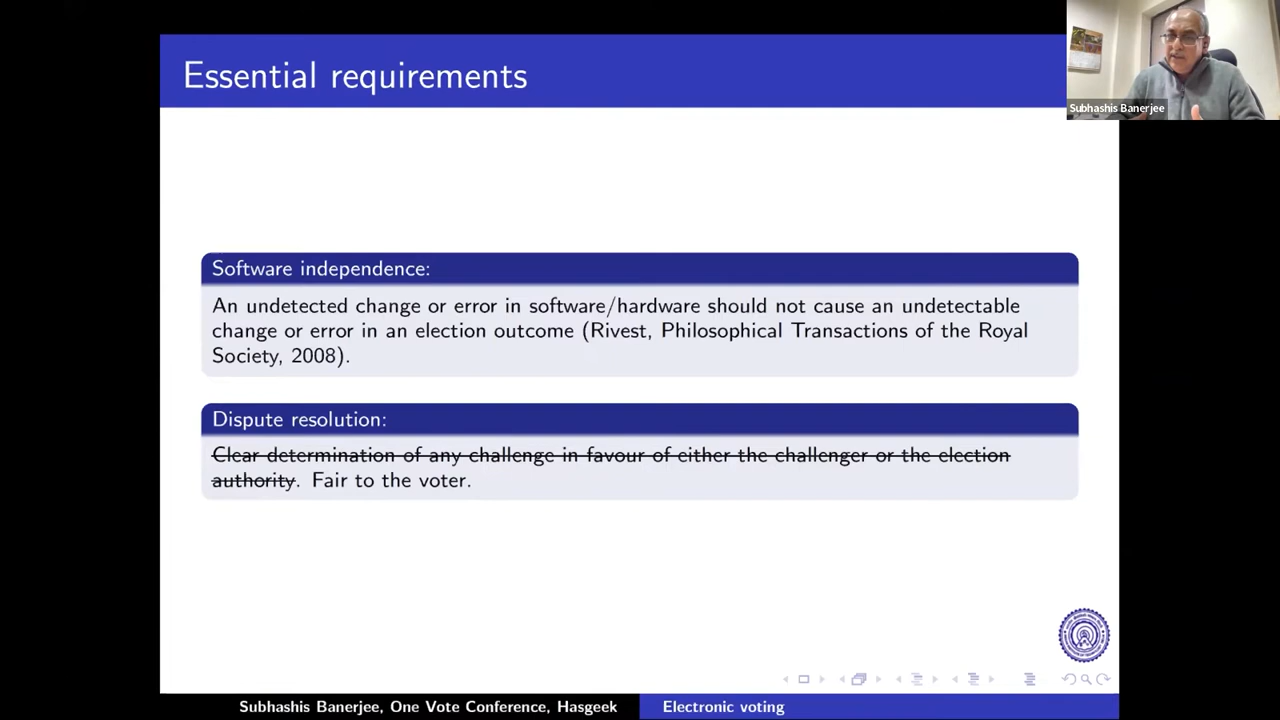 Essential requirements
Subhashis Banerjee
Software independence:
An undetected change or error in software/hardware should not cause an undetectable
change or error in an election outcome (Rivest, Philosophical Transactions of the Royal
Society, 2008).
Dispute resolution:
Clear determination of any challenge in favour of either the challenger or the election
authority. Fair to the voter.
Subhashis Banerjee, One Vote Conference, Hasgeek
Electronic voting